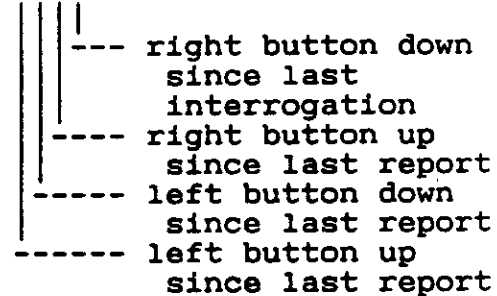 --- right button down
since last
interrogation
---- right button up
since last report
----- left button down
since last report
------ left button up
since last report